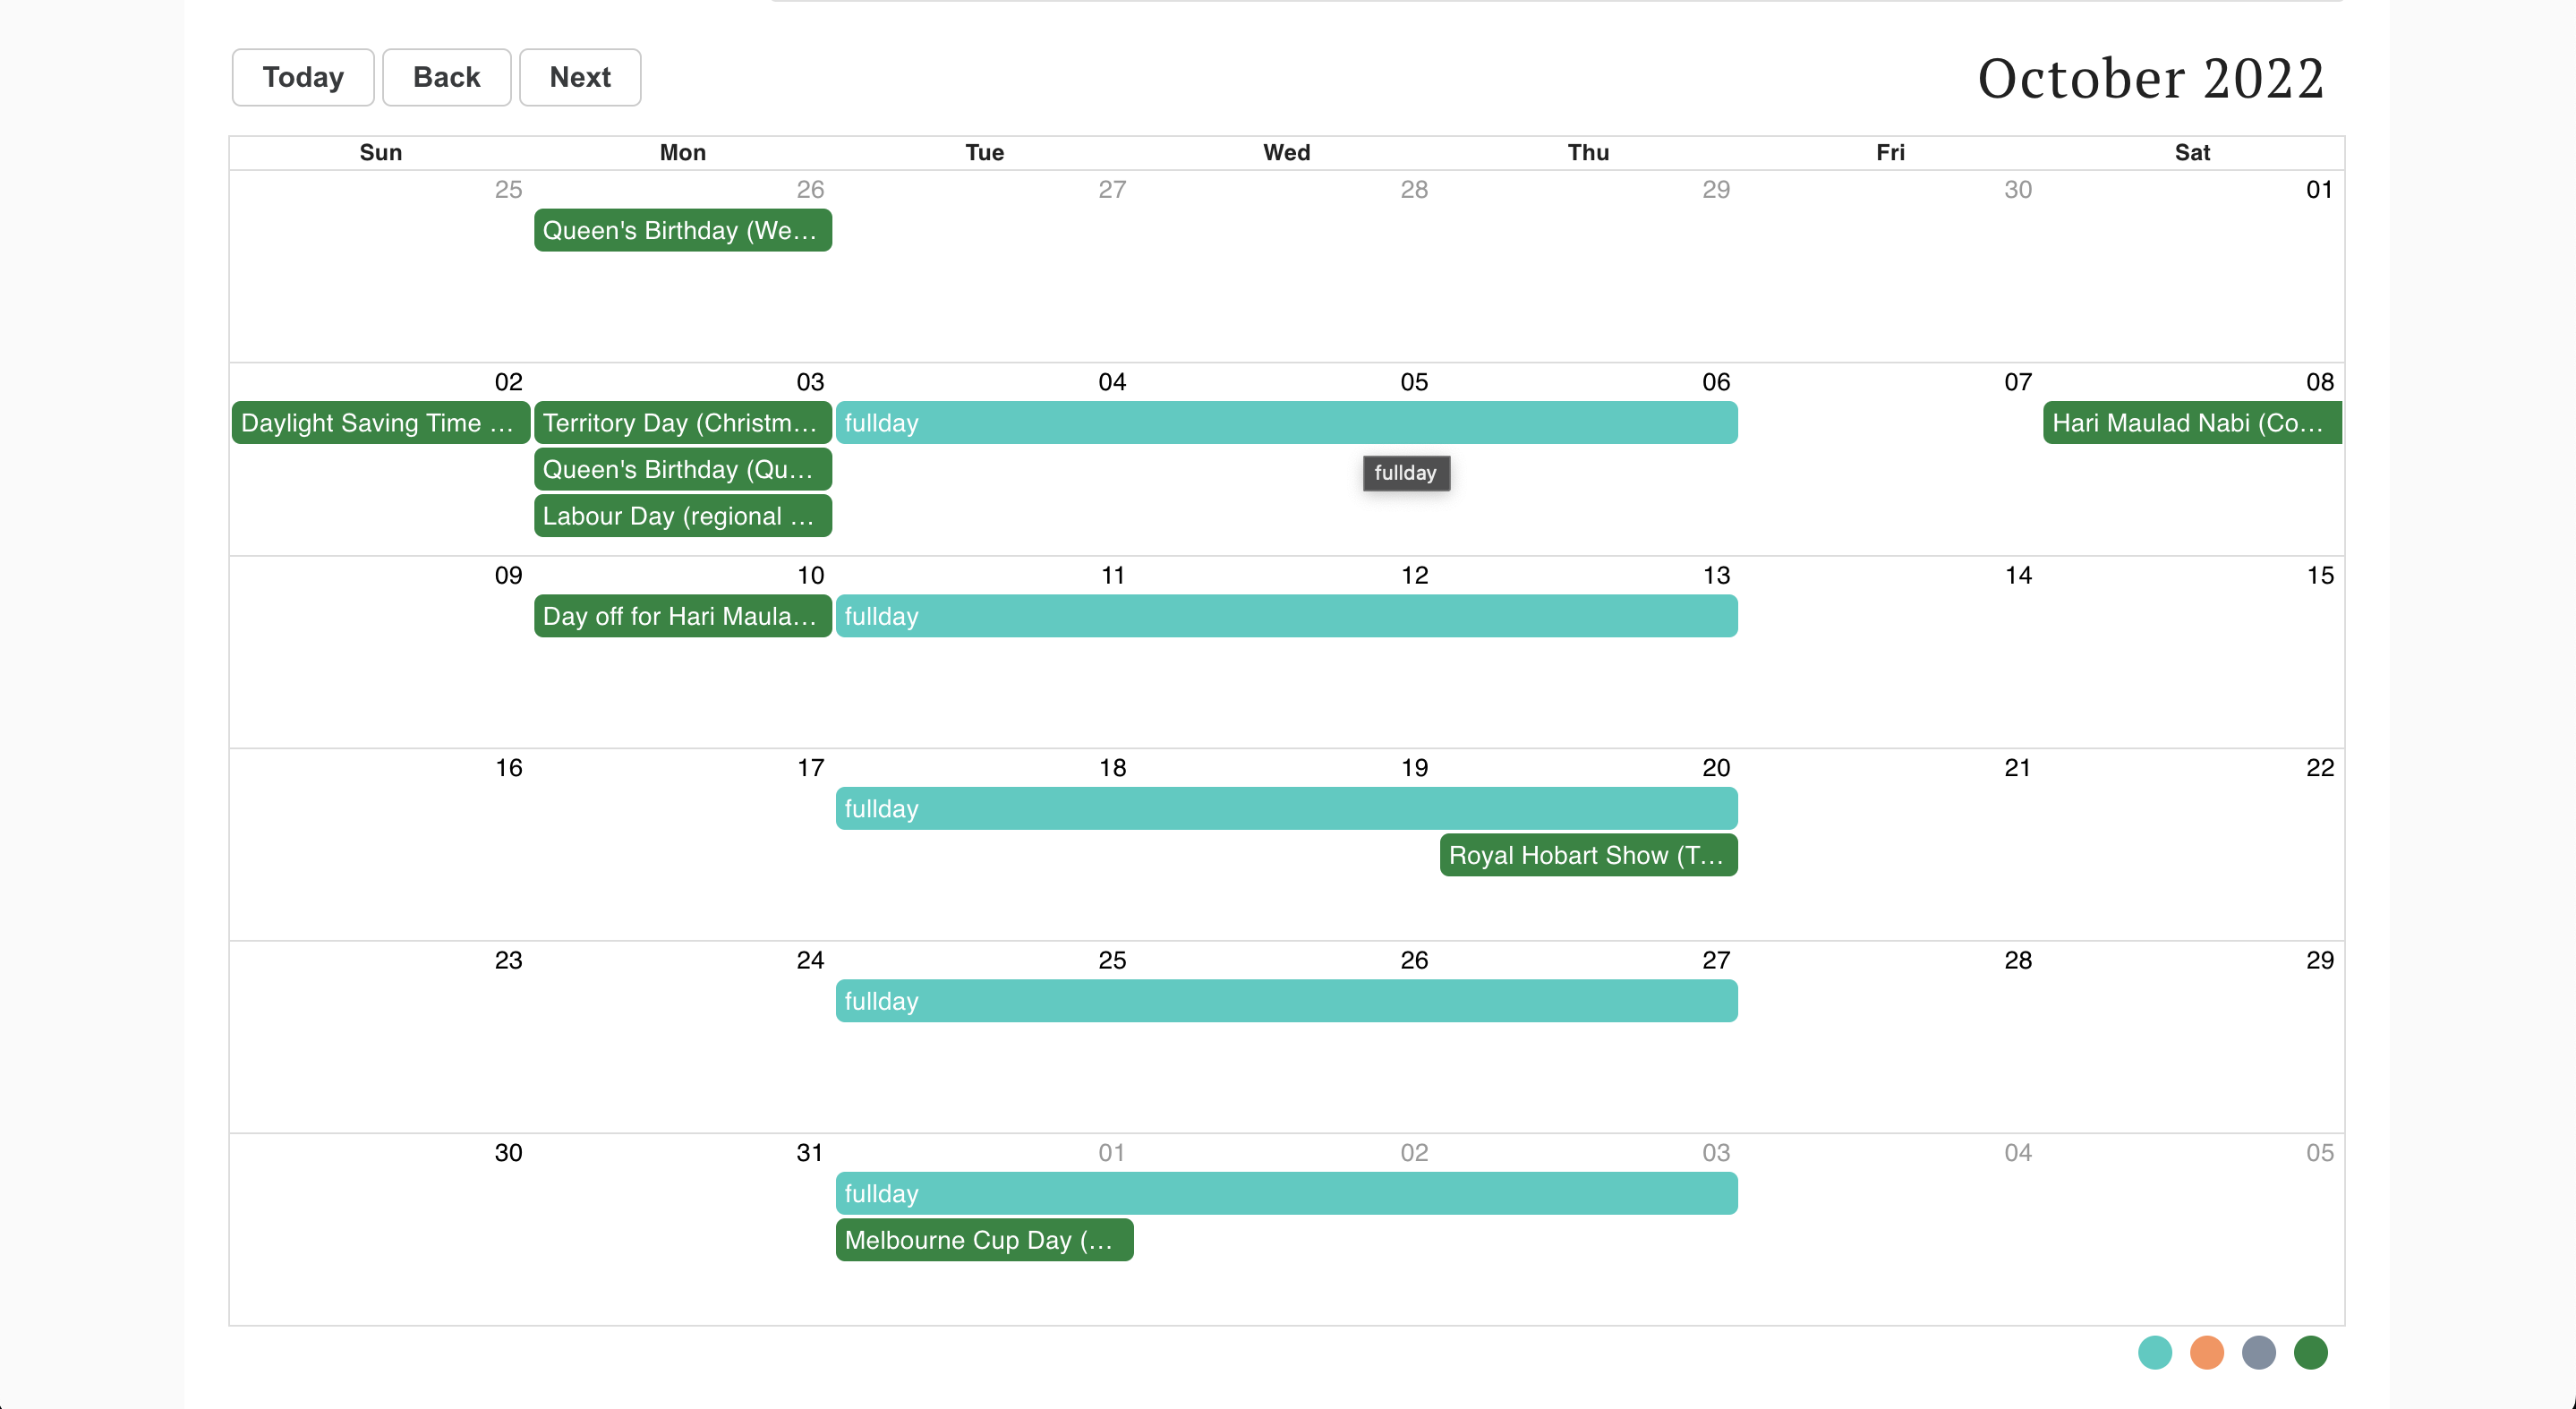 Today Back Next October 2022
Sun Mon Tue Wed Thu Fri Sat
25 26 27 28 29 30 01
Queen's Birthday (We...
02 03 04 05 06 07 08
Daylight Saving Time ... Territory Day (Christm... fullday Hari Maulad Nabi (Co...
Queen's Birthday (Qu... fullday
Labour Day (regional ...
09 10 11 12 13 14 15
Day off for Hari Maula... fullday
16 17 18 19 20 21 22
fullday
Royal Hobart Show (T...
23 24 25 26 27 28 29
fullday
30 31 01 02 03 04 05
fullday
Melbourne Cup Day (...